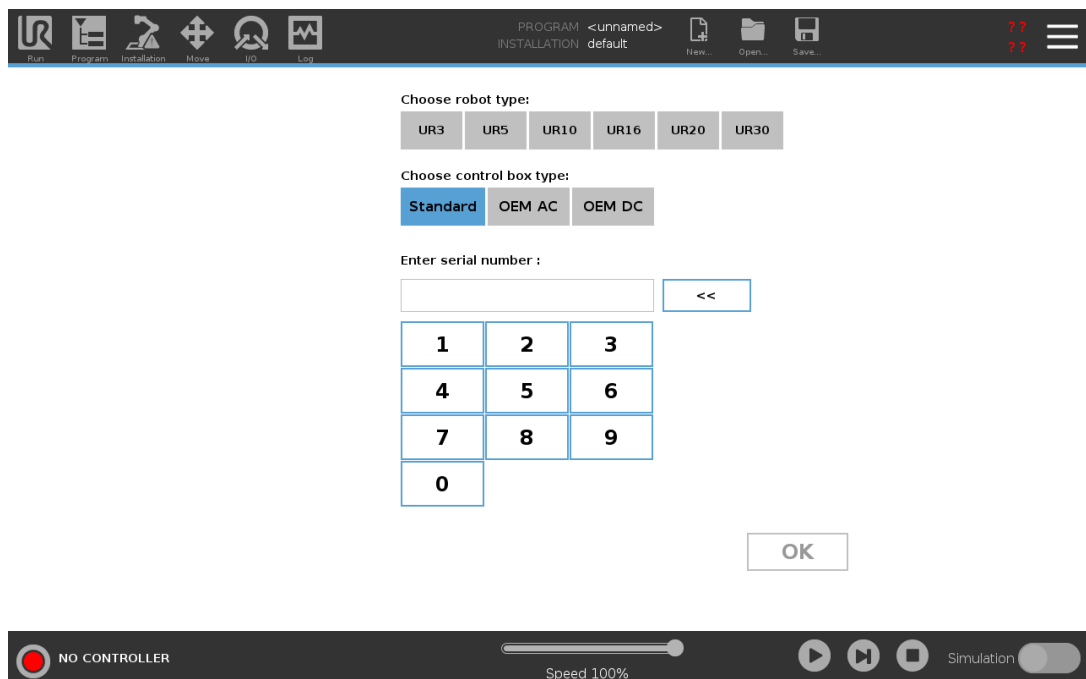 PROGRAM <unnamed>
INSTALLATION default
Run Program Installation Move I/O Log New... Open... Save...
? ?
? ?
Choose robot type:
UR3 UR5 UR10 UR16 UR20 UR30
Choose control box type:
Standard OEM AC OEM DC
Enter serial number :
<<
1 2 3
4 5 6
7 8 9
0
OK
NO CONTROLLER
Speed 100%
Simulation